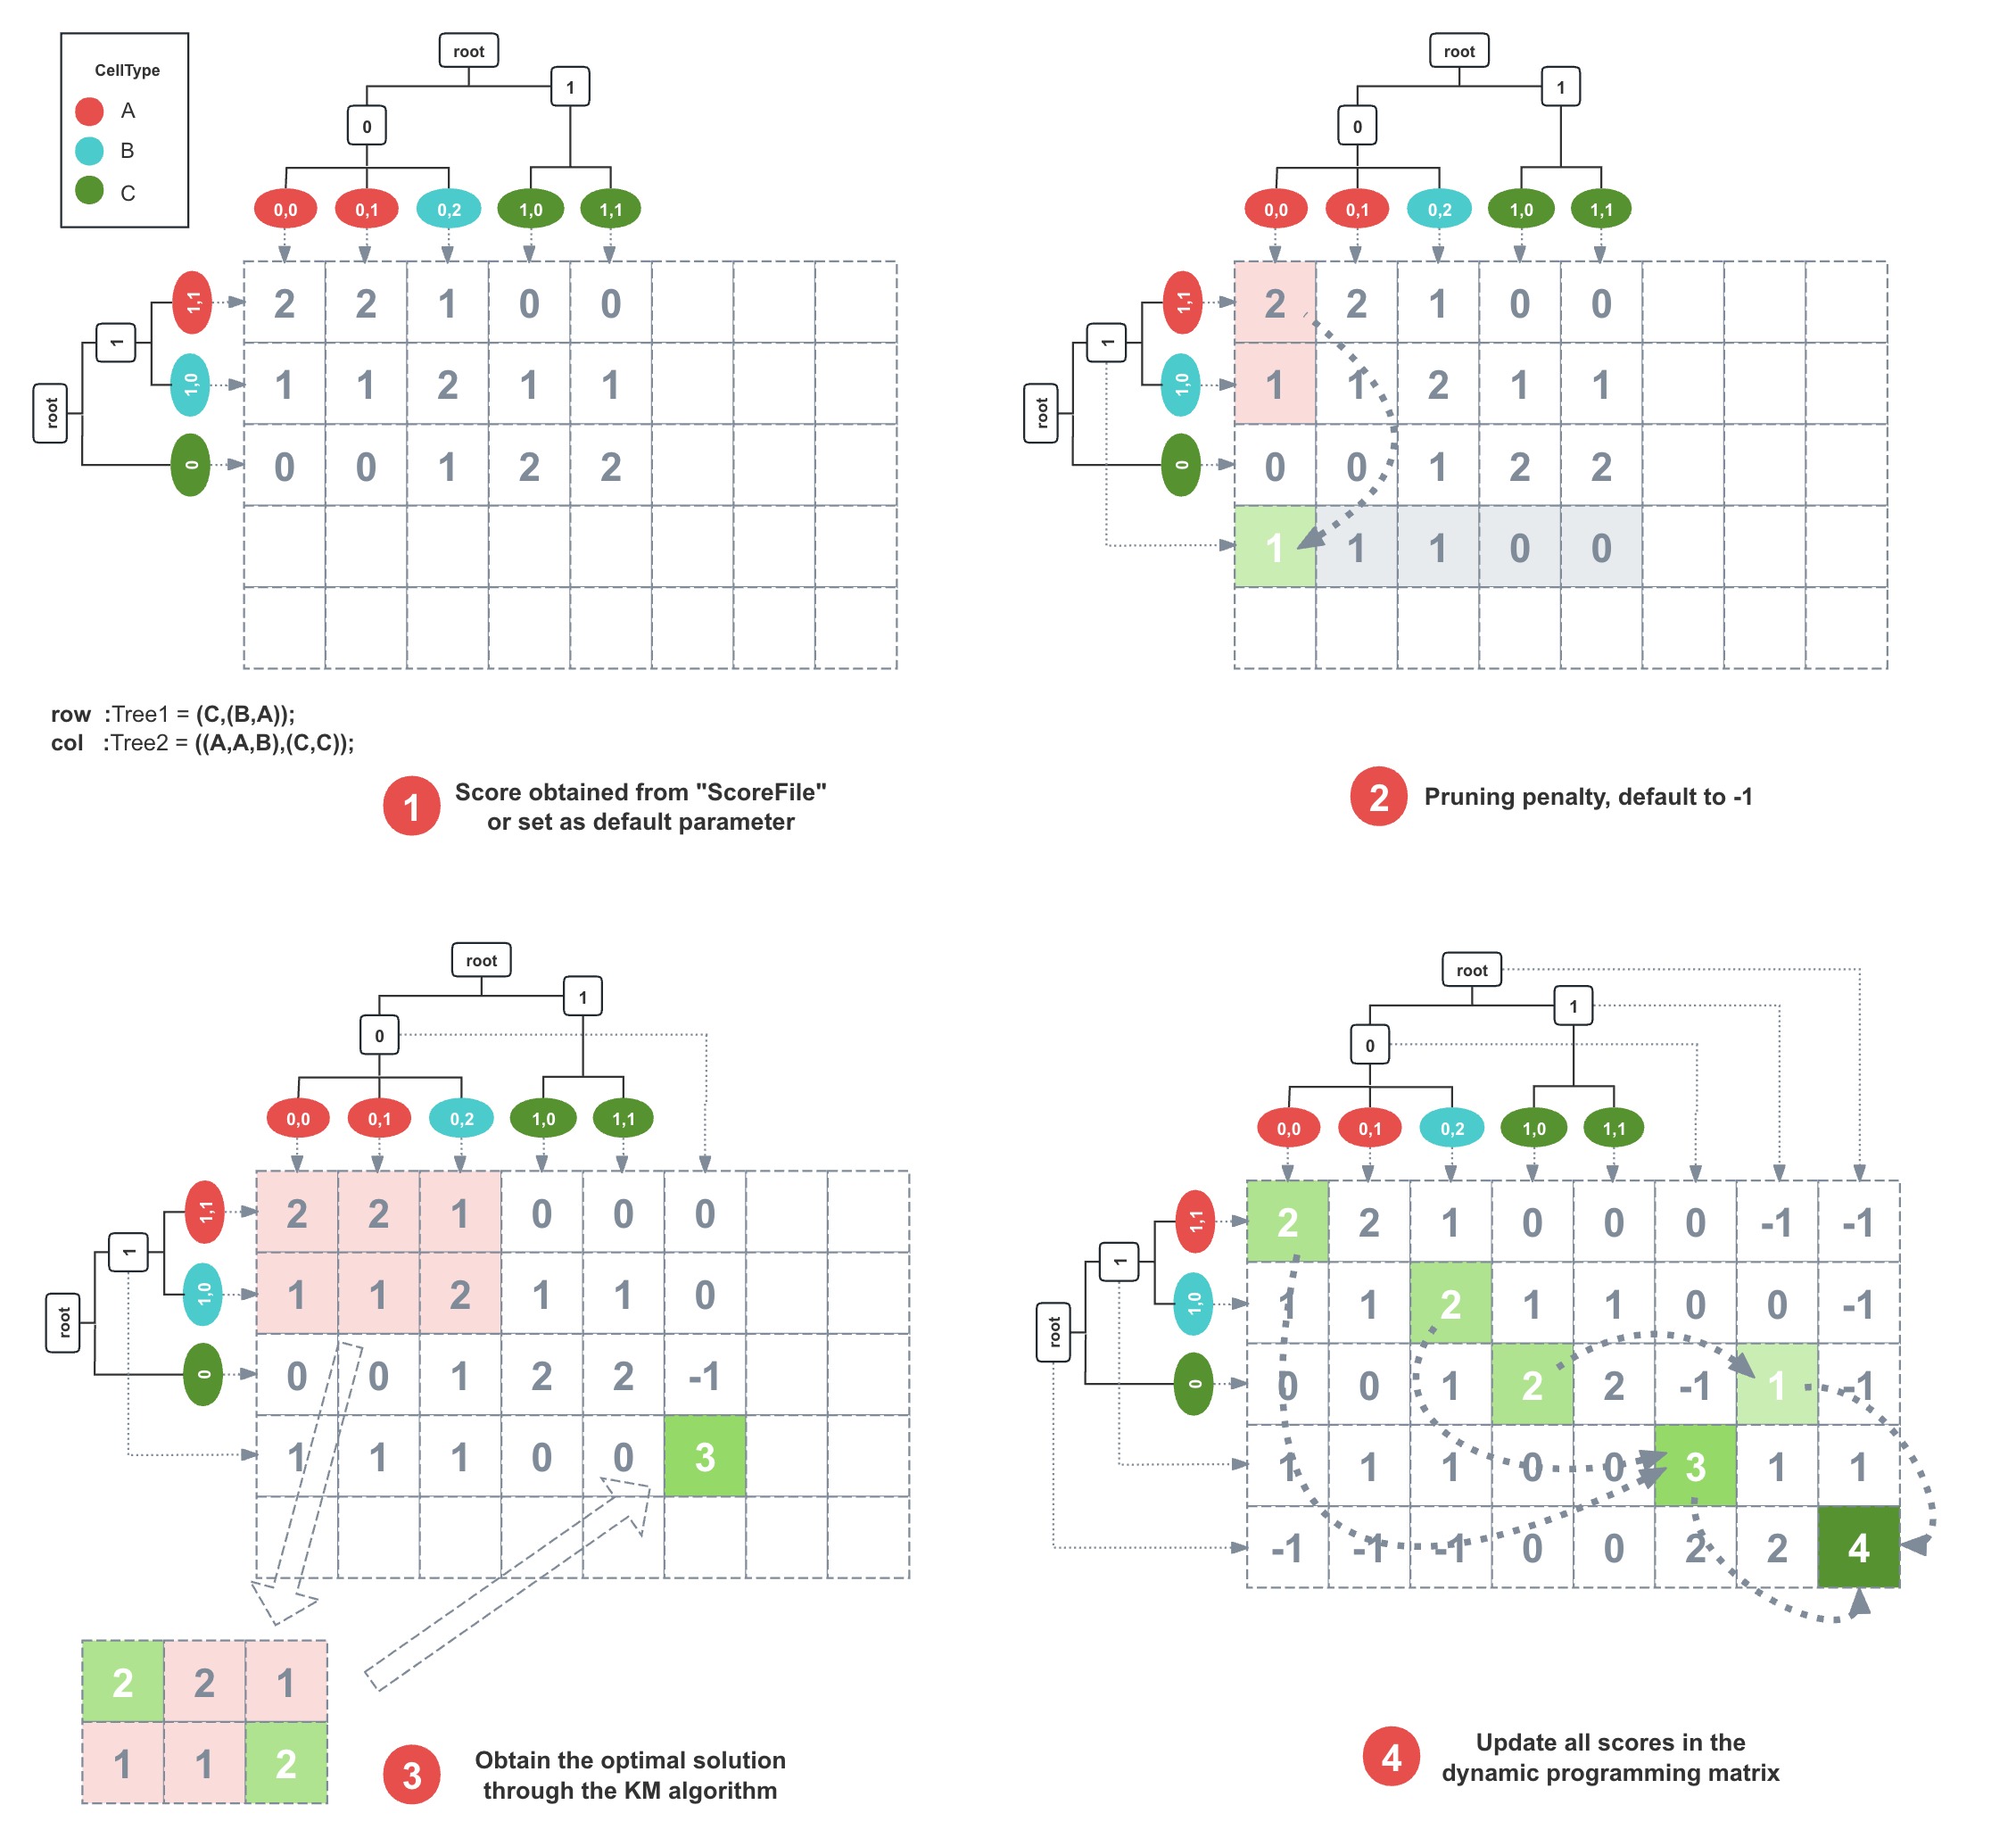 CellType
A
B
C
root
1
0
0,0 0,1 0,2 1,0 1,1
1,1
1
1,0
root
0
2 2 1 0 0
1 1 2 1 1
0 0 1 2 2
row :Tree1 = (C,(B,A));
col :Tree2 = ((A,A,B),(C,C));
1
Score obtained from "ScoreFile"
or set as default parameter
root
1
0
0,0 0,1 0,2 1,0 1,1
1,1
1
1,0
root
0
2 2 1 0 0
1 1 2 1 1
0 0 1 2 2
1 1 1 0 0
2
Pruning penalty, default to -1
root
1
0
0,0 0,1 0,2 1,0 1,1
1,1
1
1,0
root
0
2 2 1 0 0 0
1 1 2 1 1 0
0 0 1 2 2 -1
1 1 1 0 0 3
2 2 1
1 1 2
3
Obtain the optimal solution
through the KM algorithm
root
1
0
0,0 0,1 0,2 1,0 1,1
1,1
1
1,0
root
0
2 2 1 0 0 0 -1 -1
1 1 2 1 1 0 0 -1
0 0 1 2 2 -1 1 -1
1 1 1 0 0 3 1 1
-1 -1 -1 0 0 2 2 4
4
Update all scores in the
dynamic programming matrix